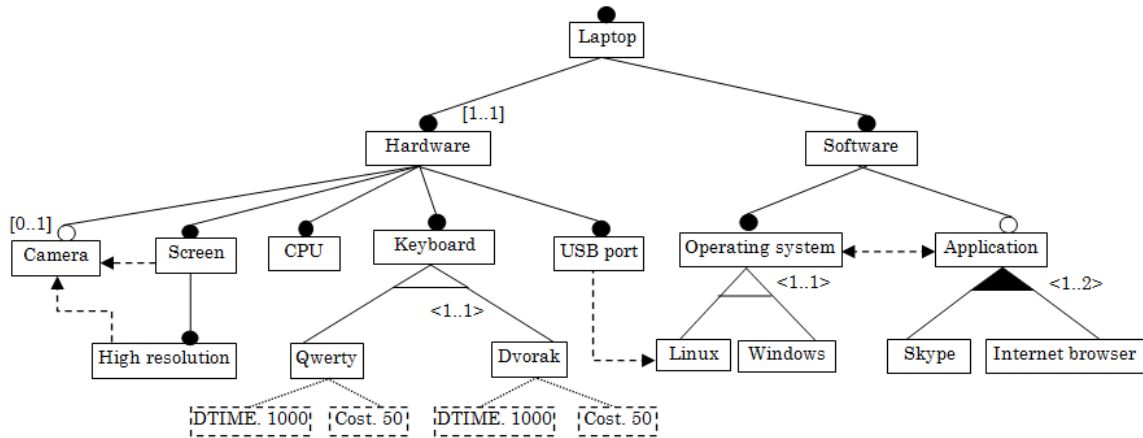 Laptop
[1..1]
Hardware
Software
[0..1]
Camera
Screen
CPU
Keyboard
USB port
Operating system
Application
<1..1>
<1..1>
<1..2>
High resolution
Qwerty
Dvorak
Linux
Windows
Skype
Internet browser
DTIME. 1000
Cost. 50
DTIME. 1000
Cost. 50